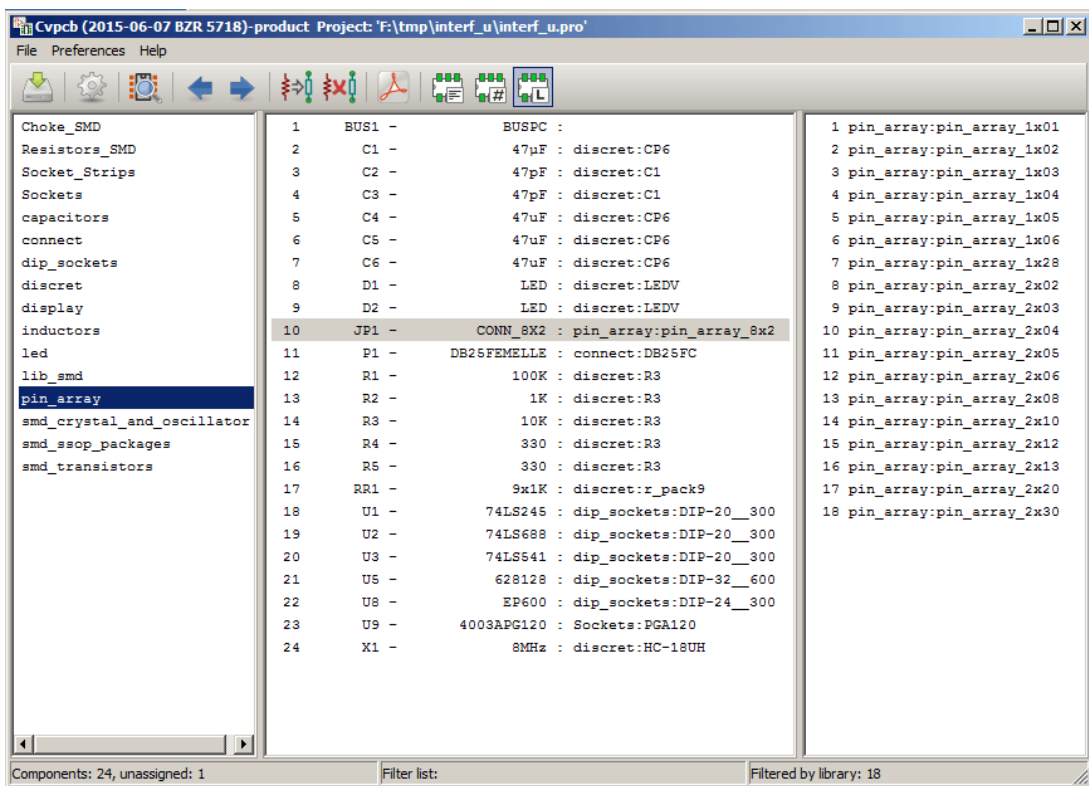 Cvpcb (2015-06-07 BZR 5718)-product Project: 'F:\tmp\interf_u\interf_u.pro'
File Preferences Help
Choke_SMD
Resistors_SMD
Socket_Strips
Sockets
capacitors
connect
dip_sockets
discret
display
inductors
led
lib_smd
pin_array
smd_crystal_and_oscillator
smd_ssop_packages
smd_transistors
1 BUS1 - BUSPC :
2 C1 - 47µF : discret:CP6
3 C2 - 47pF : discret:C1
4 C3 - 47pF : discret:C1
5 C4 - 47uF : discret:CP6
6 C5 - 47uF : discret:CP6
7 C6 - 47uF : discret:CP6
8 D1 - LED : discret:LEDV
9 D2 - LED : discret:LEDV
10 JP1 - CONN_8X2 : pin_array:pin_array_8x2
11 P1 - DB25FEMELLE : connect:DB25FC
12 R1 - 100K : discret:R3
13 R2 - 1K : discret:R3
14 R3 - 10K : discret:R3
15 R4 - 330 : discret:R3
16 R5 - 330 : discret:R3
17 RR1 - 9x1K : discret:r_pack9
18 U1 - 74LS245 : dip_sockets:DIP-20__300
19 U2 - 74LS688 : dip_sockets:DIP-20__300
20 U3 - 74LS541 : dip_sockets:DIP-20__300
21 U5 - 628128 : dip_sockets:DIP-32__600
22 U8 - EP600 : dip_sockets:DIP-24__300
23 U9 - 4003APG120 : Sockets:PGA120
24 X1 - 8MHz : discret:HC-18UH
1 pin_array:pin_array_1x01
2 pin_array:pin_array_1x02
3 pin_array:pin_array_1x03
4 pin_array:pin_array_1x04
5 pin_array:pin_array_1x05
6 pin_array:pin_array_1x06
7 pin_array:pin_array_1x28
8 pin_array:pin_array_2x02
9 pin_array:pin_array_2x03
10 pin_array:pin_array_2x04
11 pin_array:pin_array_2x05
12 pin_array:pin_array_2x06
13 pin_array:pin_array_2x08
14 pin_array:pin_array_2x10
15 pin_array:pin_array_2x12
16 pin_array:pin_array_2x13
17 pin_array:pin_array_2x20
18 pin_array:pin_array_2x30
Components: 24, unassigned: 1
Filter list:
Filtered by library: 18